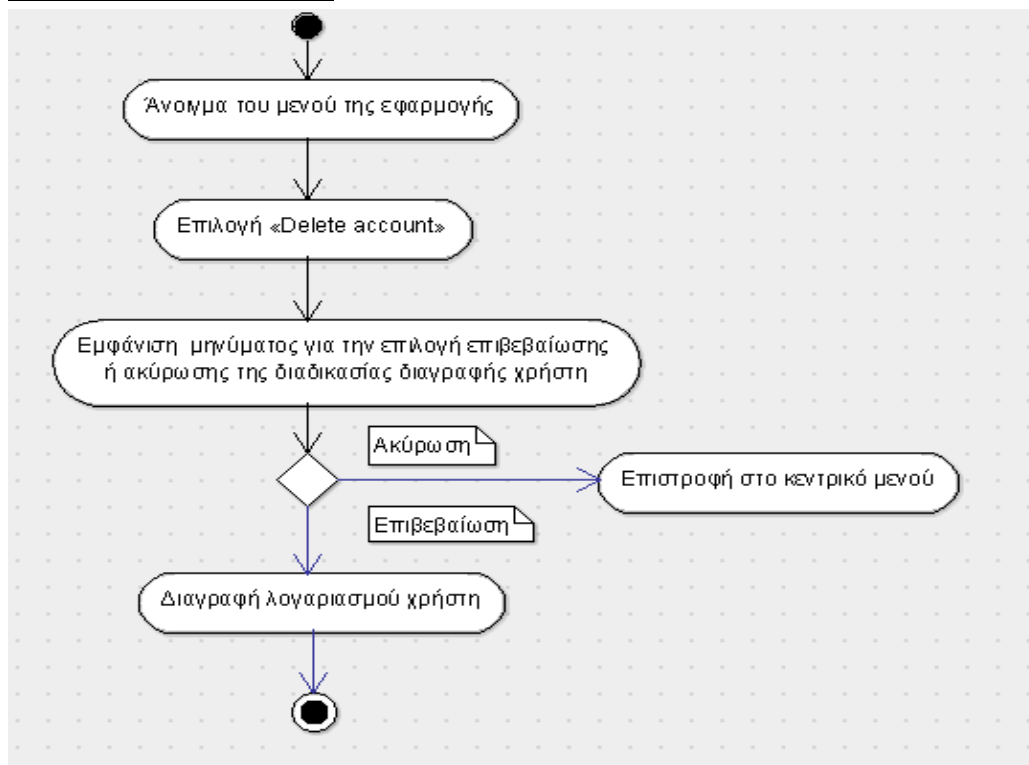 Άνοιγμα του μενού της εφαρμογής
Επιλογή «Delete account»
Εμφάνιση μηνύματος για την επιλογή επιβεβαίωσης
ή ακύρωσης της διαδικασίας διαγραφής χρήστη
Ακύρωση
Επιστροφή στο κεντρικό μενού
Επιβεβαίωση
Διαγραφή λογαριασμού χρήστη